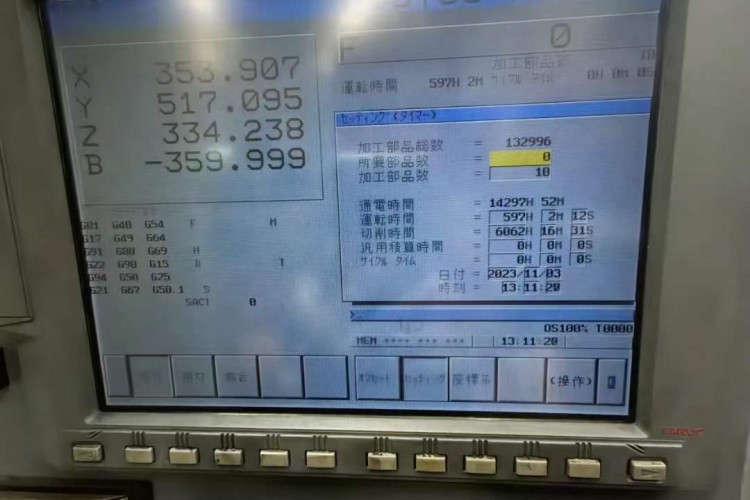 X 353.907
Y 517.095
Z 334.238
B -359.999
F 0
加工部品数
運転時間 597H 2M サイクル タイム 0H 0M 0S
セッティング(タイマー)
加工部品総数 = 132996
所要部品数 = 0
加工部品数 = 10
通電時間 = 14297H 52M
運転時間 = 597H 2M 12S
切削時間 = 6062H 16M 31S
汎用積算時間 = 0H 0M 0S
サイクル タイム = 0H 0M 0S
日付 = 2023/11/03
時刻 = 13:11:20
G01 G40 G54 F M
G17 G49 G64
G91 G80 G69 H
G22 G98 G15 D T
G94 G50 G25
G21 G67 G50.1 S
SACT 0
>_
OS100% T0000
MEM **** *** *** 13:11:20
総合 オフセット セッティング 座標系 (操作)